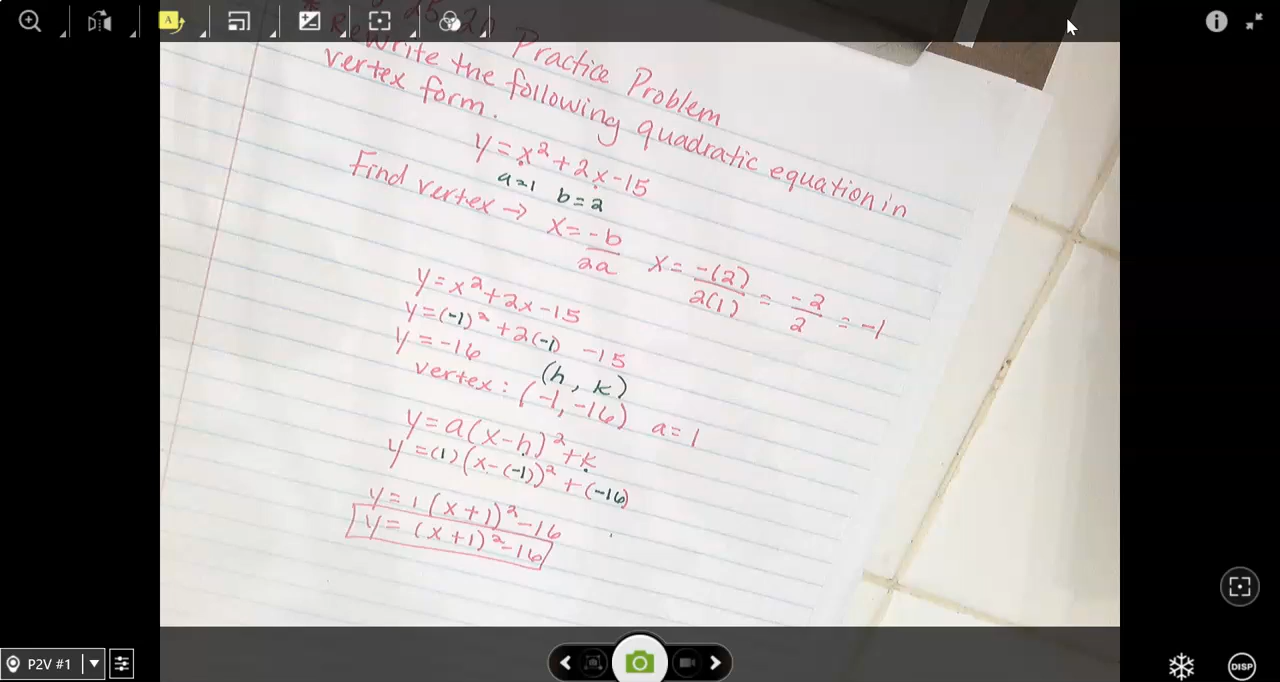 Practice Problem
Rewrite the following quadratic equation in
vertex form.
y = x² + 2x - 15
a=1 b=2
Find vertex → x = -b/2a x = -(2)/2(1) = -2/2 = -1
y = x² + 2x - 15
y = (-1)² + 2(-1) - 15
y = -16
(h, k)
vertex: (-1, -16) a = 1
y = a(x-h)² + k
y = (1)(x-(-1))² + (-16)
y = 1(x+1)² - 16
y = (x+1)² - 16
P2V #1
DISP